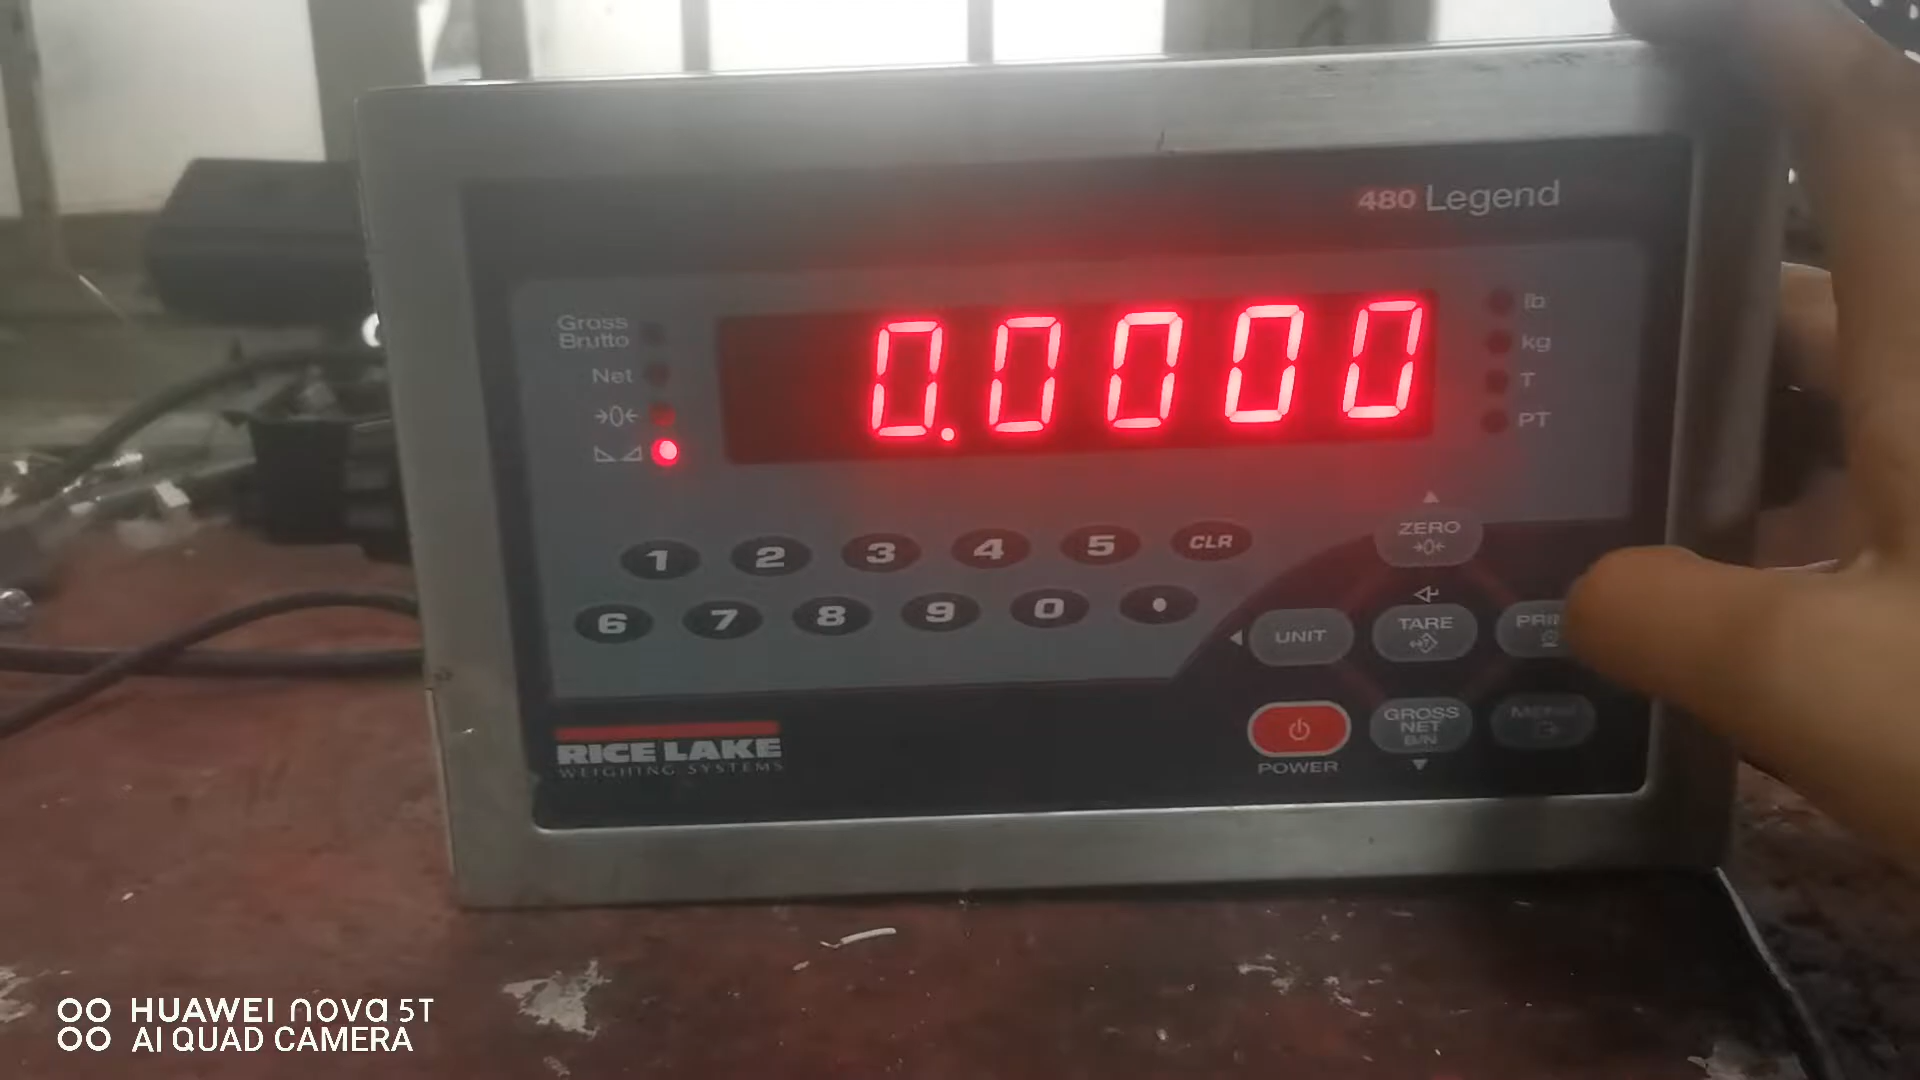 480 Legend
Gross
Brutto
Net
→0←
0.0000
lb
kg
T
PT
1 2 3 4 5 CLR
6 7 8 9 0 .
ZERO
→0←
UNIT
TARE
PRI
POWER
GROSS
NET
B/N
MENU
RICE LAKE
WEIGHING SYSTEMS
HUAWEI nova 5T
AI QUAD CAMERA